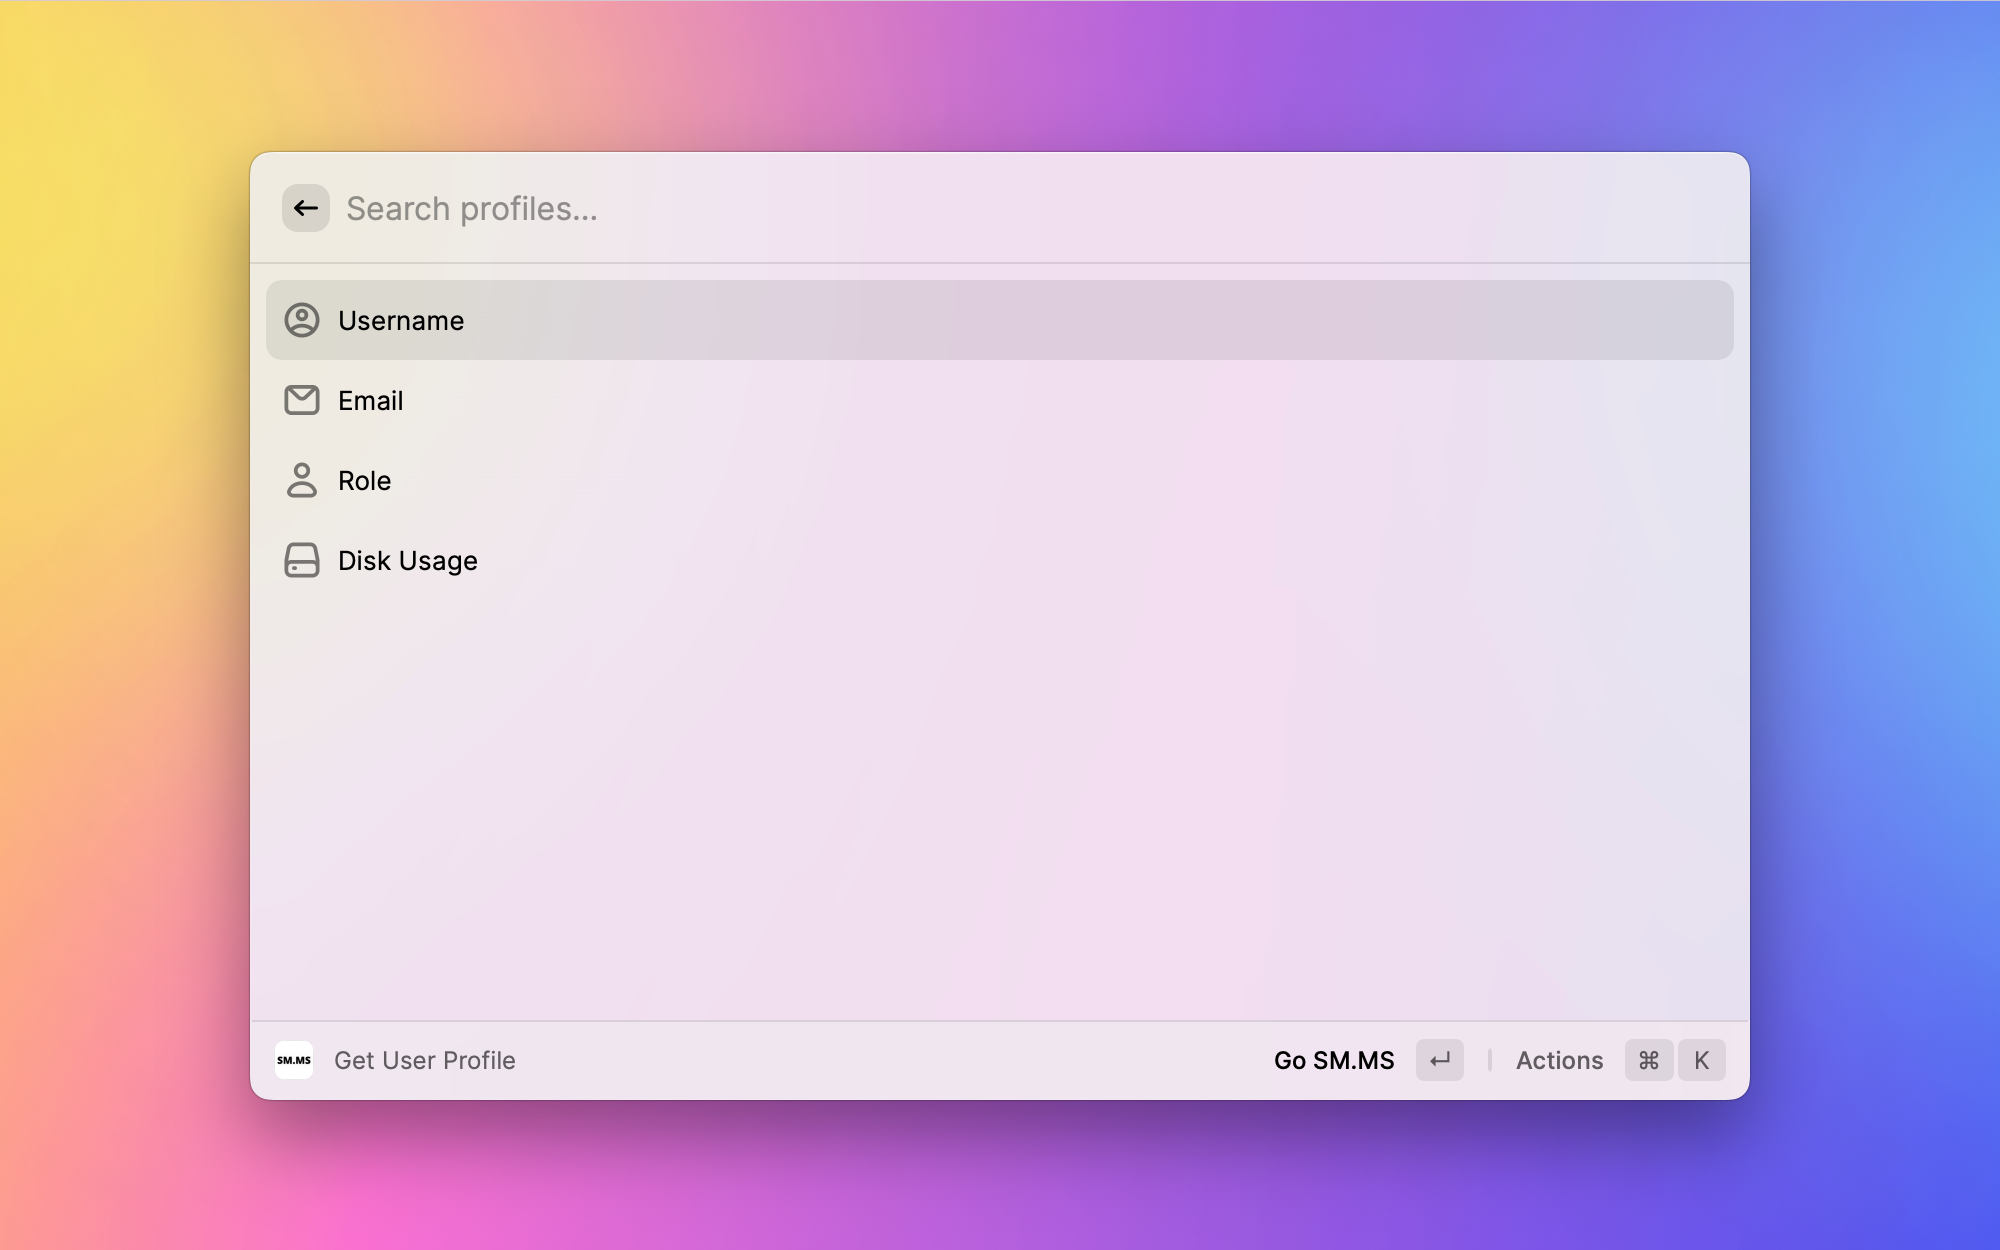 Search profiles...
Username
Email
Role
Disk Usage
SM.MS Get User Profile Go SM.MS Actions ⌘ K